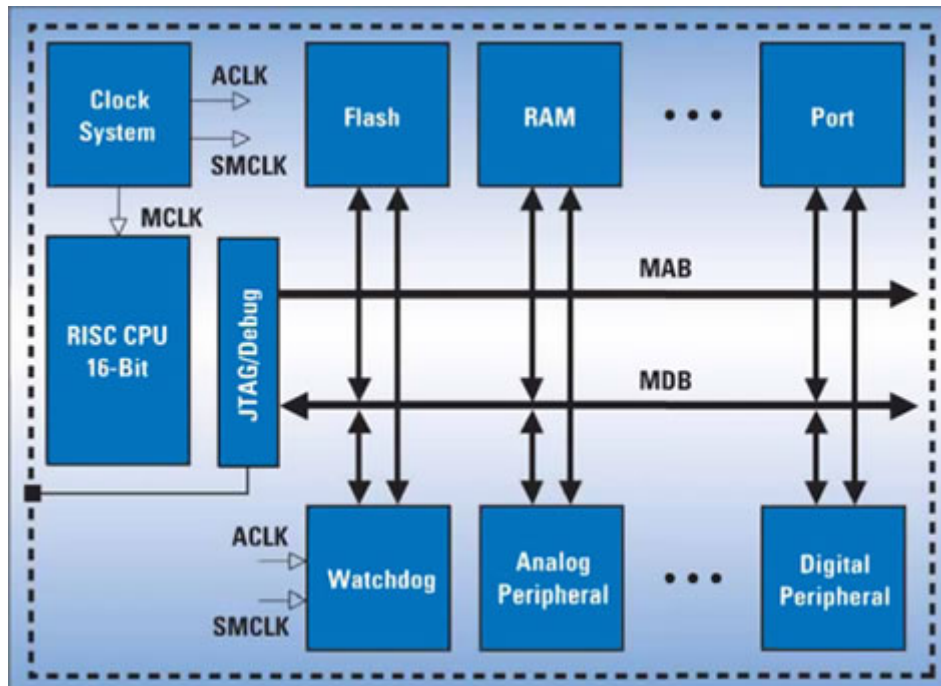 Clock
System
ACLK
SMCLK
MCLK
Flash
RAM
Port
RISC CPU
16-Bit
JTAG/Debug
MAB
MDB
ACLK
SMCLK
Watchdog
Analog
Peripheral
Digital
Peripheral